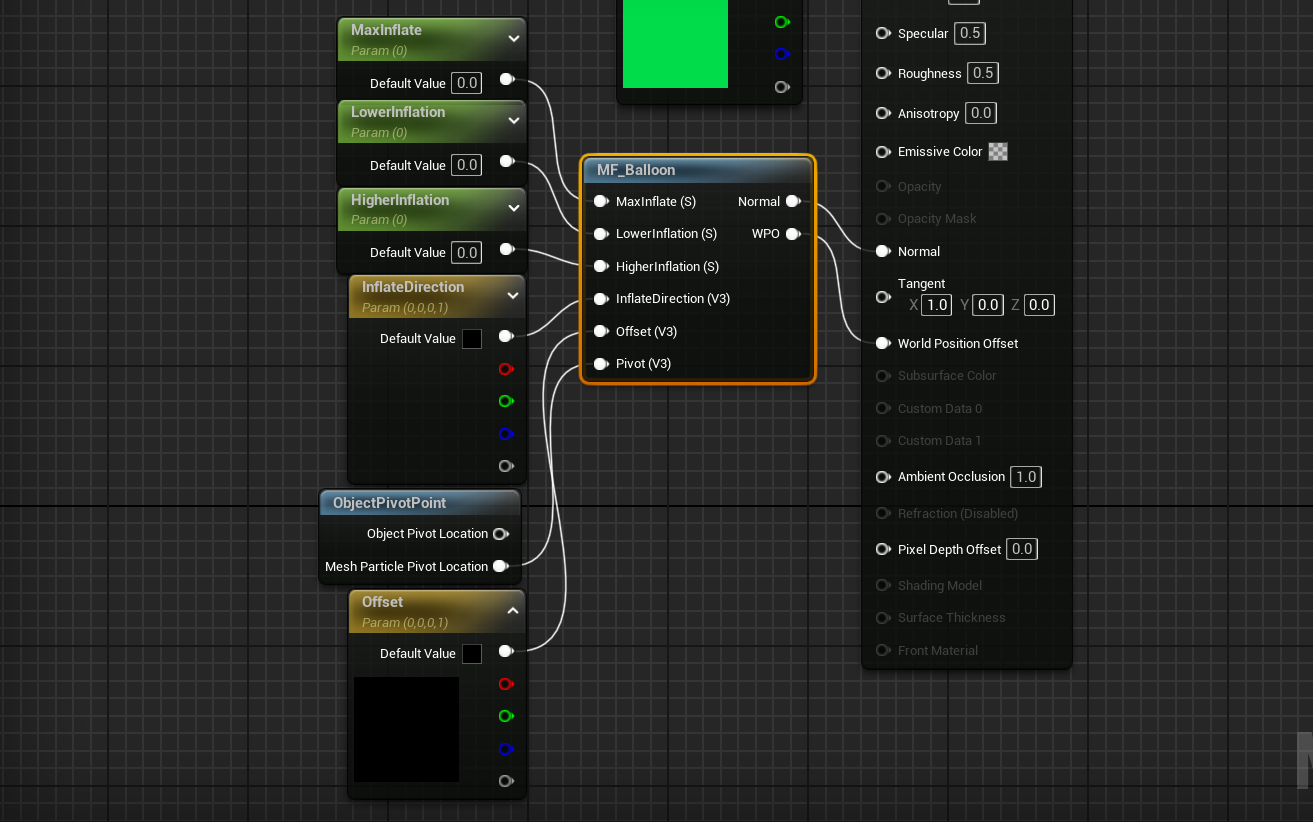 MaxInflate
Param (0)
Default Value 0.0
LowerInflation
Param (0)
Default Value 0.0
HigherInflation
Param (0)
Default Value 0.0
InflateDirection
Param (0,0,0,1)
Default Value
ObjectPivotPoint
Object Pivot Location
Mesh Particle Pivot Location
Offset
Param (0,0,0,1)
Default Value
MF_Balloon
MaxInflate (S) Normal
LowerInflation (S) WPO
HigherInflation (S)
InflateDirection (V3)
Offset (V3)
Pivot (V3)
Specular 0.5
Roughness 0.5
Anisotropy 0.0
Emissive Color
Opacity
Opacity Mask
Normal
Tangent
X 1.0 Y 0.0 Z 0.0
World Position Offset
Subsurface Color
Custom Data 0
Custom Data 1
Ambient Occlusion 1.0
Refraction (Disabled)
Pixel Depth Offset 0.0
Shading Model
Surface Thickness
Front Material